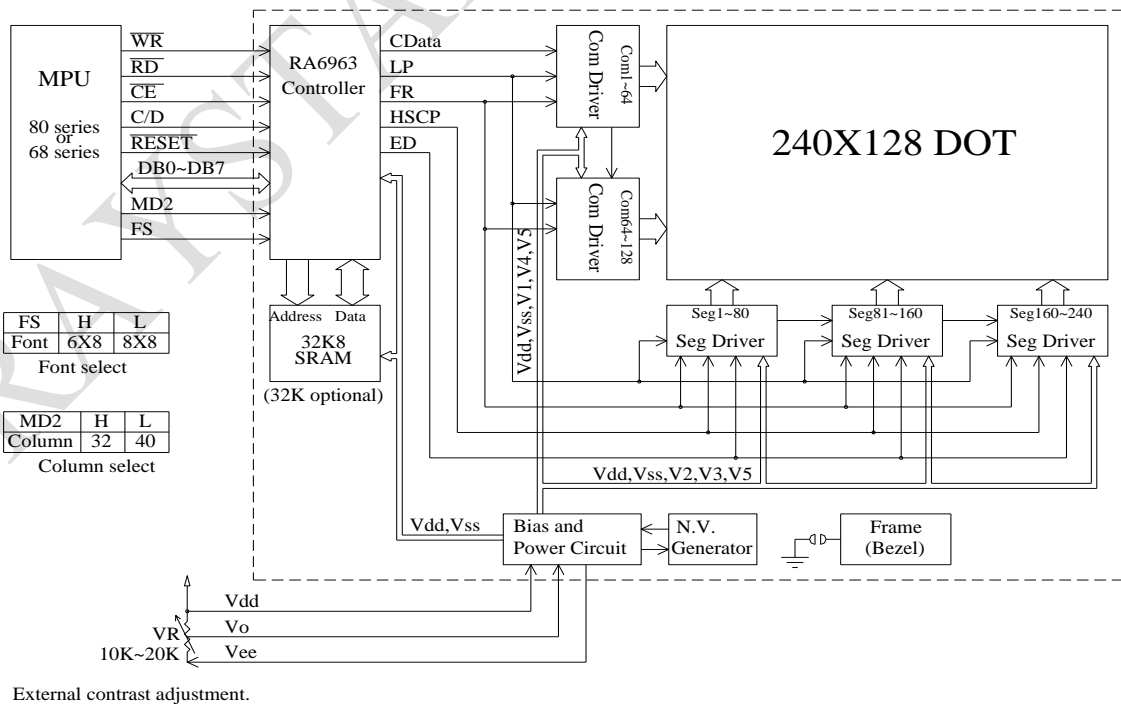 RAYSTA
MPU
80 series
or
68 series
WR
RD
CE
C/D
RESET
DB0~DB7
MD2
FS
RA6963
Controller
CData
LP
FR
HSCP
ED
Com Driver
Com1~64
Com Driver
Com64~128
240X128 DOT
Address Data
32K8
SRAM
(32K optional)
Vdd,Vss,V1,V4,V5
Seg1~80
Seg Driver
Seg81~160
Seg Driver
Seg160~240
Seg Driver
FS H L
Font 6X8 8X8
Font select
MD2 H L
Column 32 40
Column select
Vdd,Vss,V2,V3,V5
Vdd,Vss
Bias and
Power Circuit
N.V.
Generator
Frame
(Bezel)
Vdd
Vo
Vee
VR
10K~20K
External contrast adjustment.